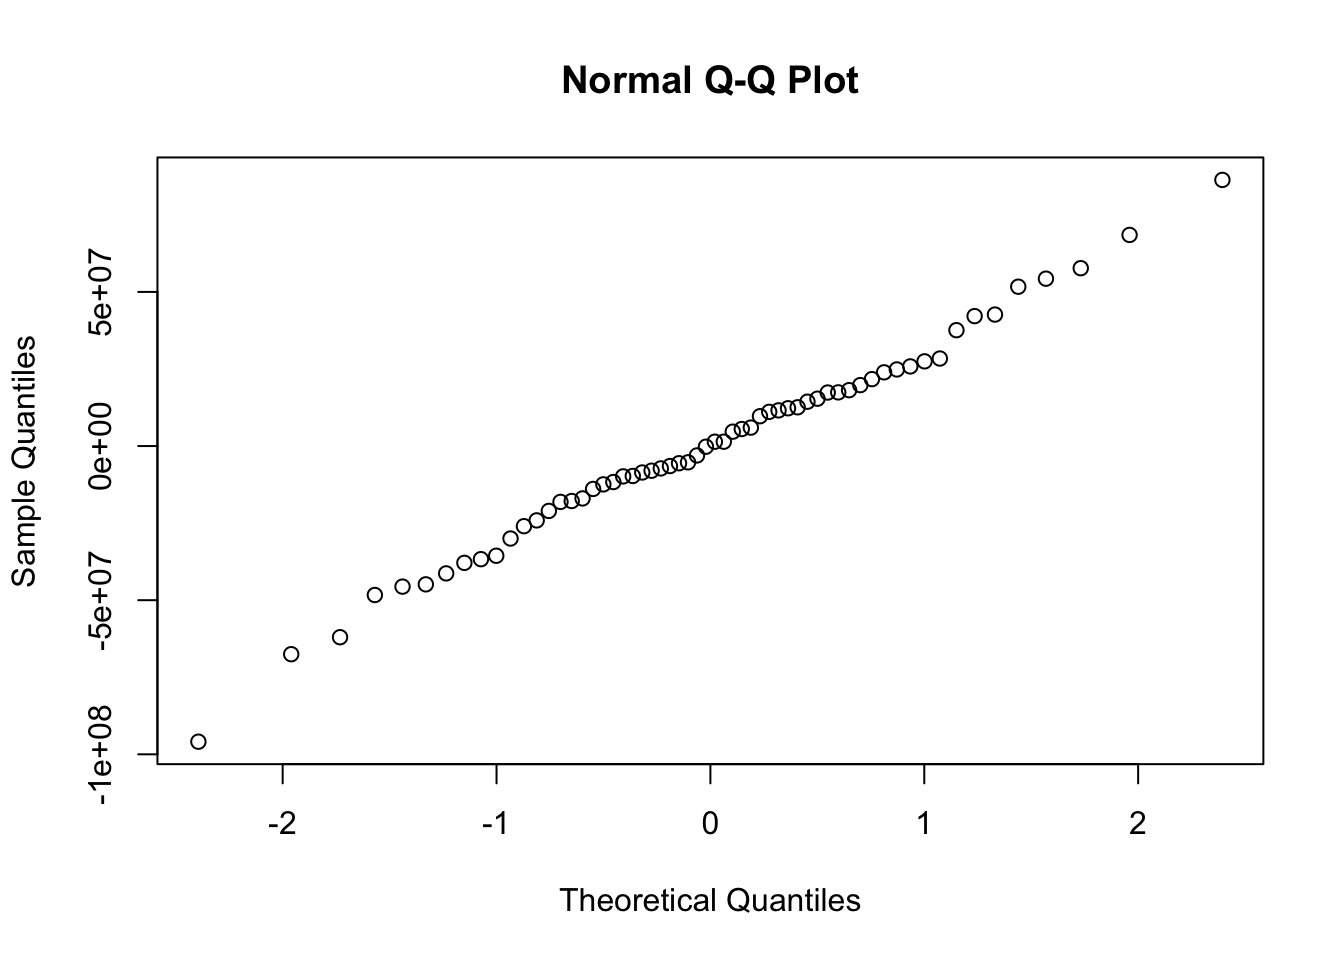 Normal Q-Q Plot
Sample Quantiles
5e+07
0e+00
-5e+07
-1e+08
-2
-1
0
1
2
Theoretical Quantiles